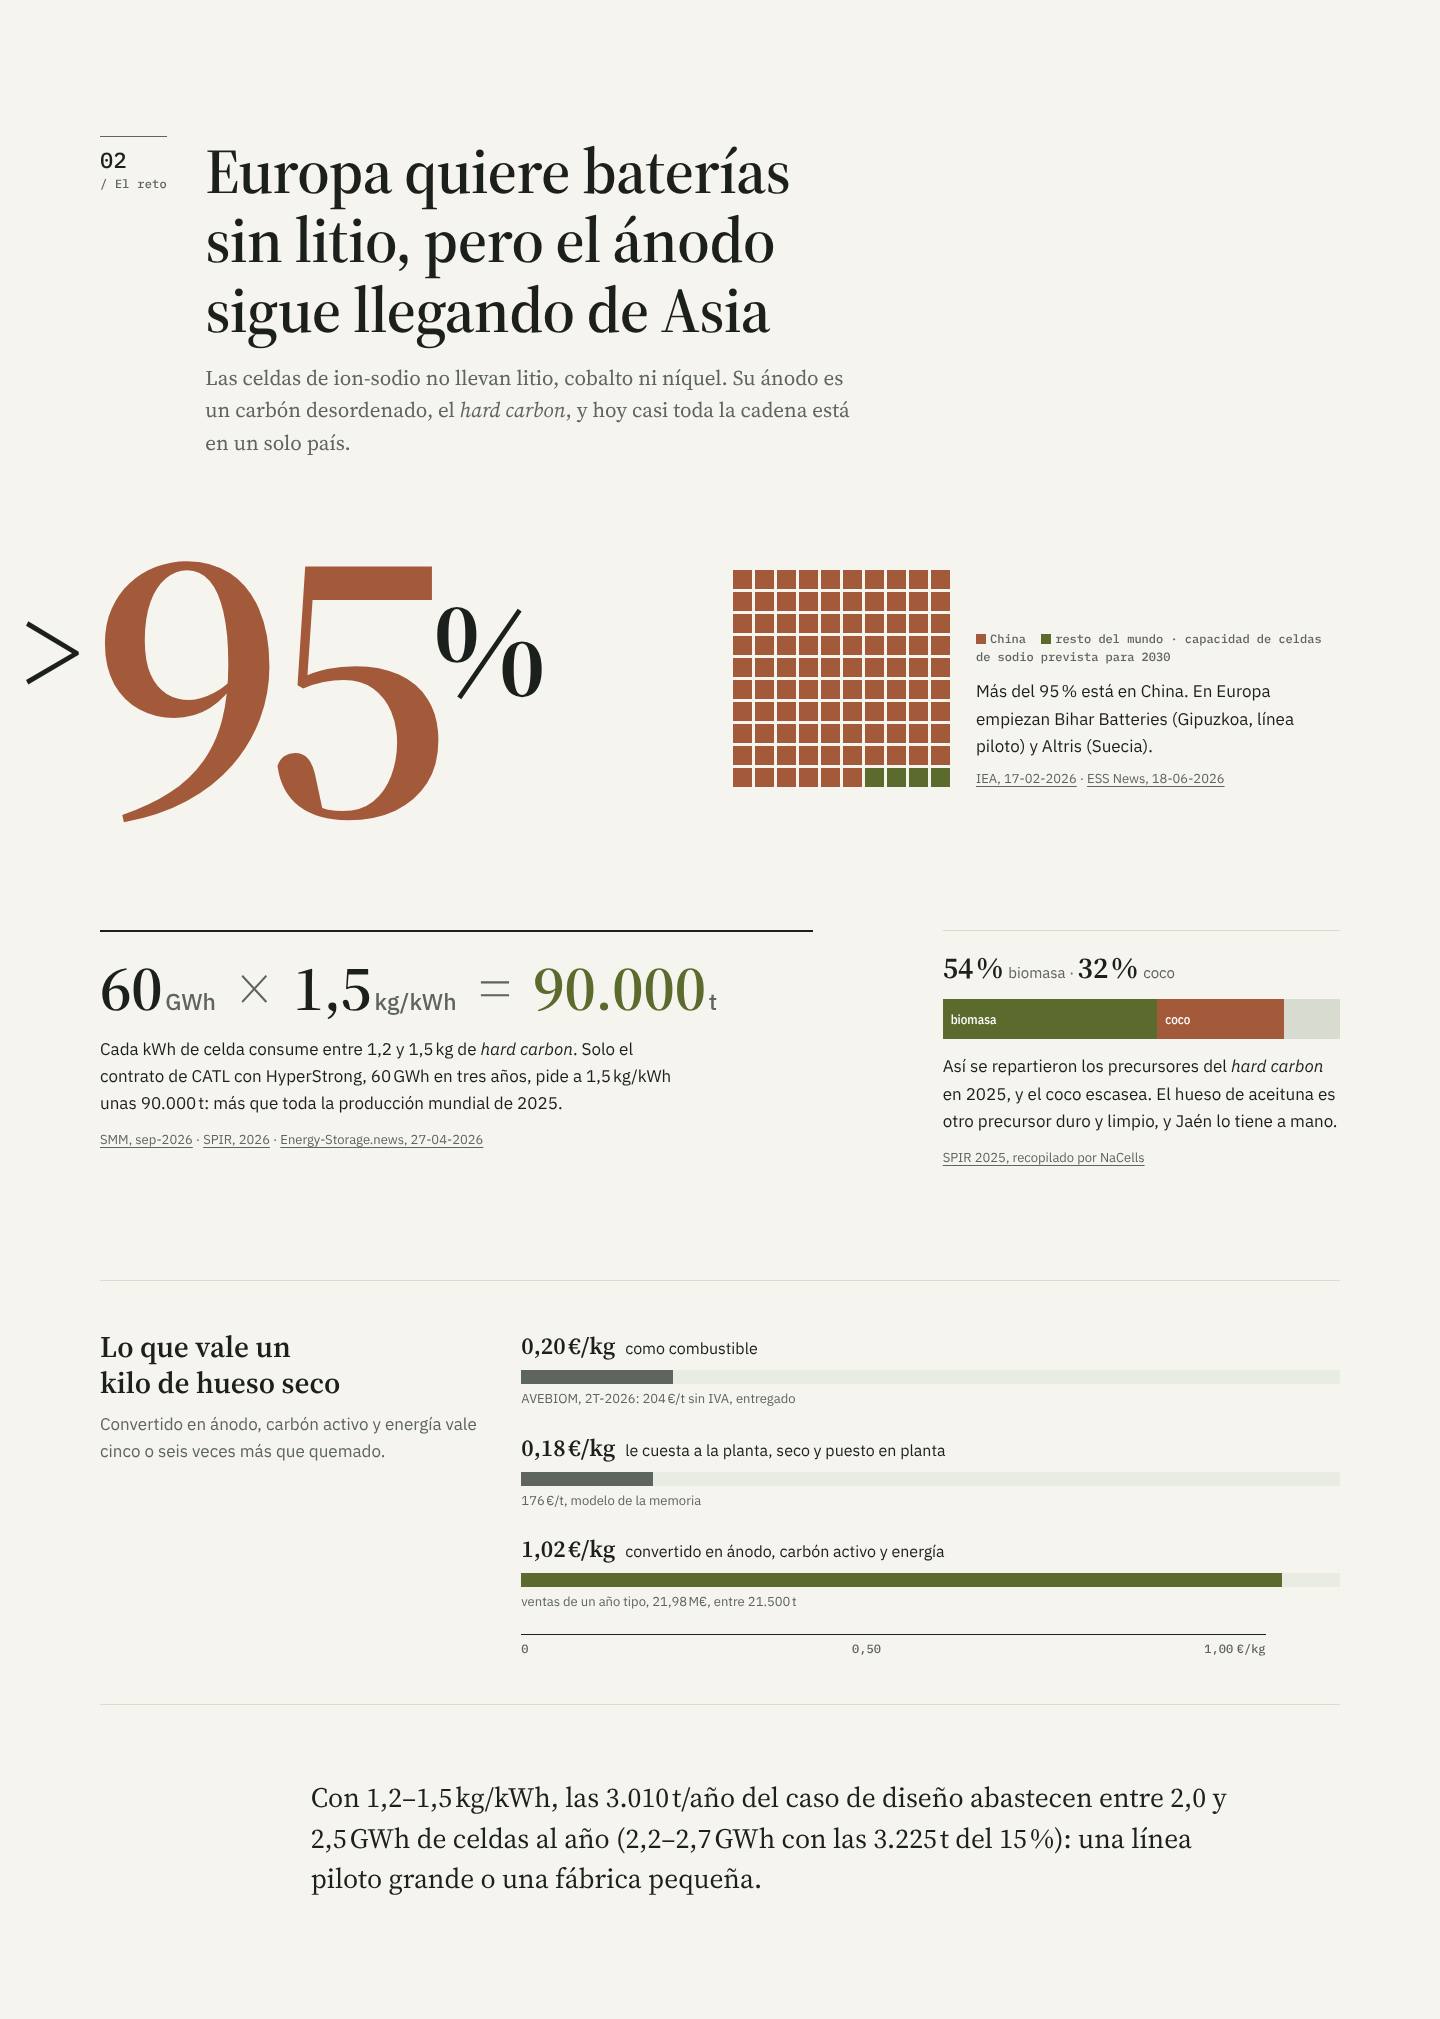 02
/ El reto
Europa quiere baterías
sin litio, pero el ánodo
sigue llegando de Asia
Las celdas de ion-sodio no llevan litio, cobalto ni níquel. Su ánodo es
un carbón desordenado, el hard carbon, y hoy casi toda la cadena está
en un solo país.
>95%
China resto del mundo · capacidad de celdas
de sodio prevista para 2030
Más del 95 % está en China. En Europa
empiezan Bihar Batteries (Gipuzkoa, línea
piloto) y Altris (Suecia).
IEA, 17-02-2026 · ESS News, 18-06-2026
60 GWh × 1,5 kg/kWh = 90.000 t
Cada kWh de celda consume entre 1,2 y 1,5 kg de hard carbon. Solo el
contrato de CATL con HyperStrong, 60 GWh en tres años, pide a 1,5 kg/kWh
unas 90.000 t: más que toda la producción mundial de 2025.
SMM, sep-2026 · SPIR, 2026 · Energy-Storage.news, 27-04-2026
54 % biomasa · 32 % coco
biomasa coco
Así se repartieron los precursores del hard carbon
en 2025, y el coco escasea. El hueso de aceituna es
otro precursor duro y limpio, y Jaén lo tiene a mano.
SPIR 2025, recopilado por NaCells
Lo que vale un
kilo de hueso seco
Convertido en ánodo, carbón activo y energía vale
cinco o seis veces más que quemado.
0,20 €/kg como combustible
AVEBIOM, 2T-2026: 204 €/t sin IVA, entregado
0,18 €/kg le cuesta a la planta, seco y puesto en planta
176 €/t, modelo de la memoria
1,02 €/kg convertido en ánodo, carbón activo y energía
ventas de un año tipo, 21,98 M€, entre 21.500 t
0 0,50 1,00 €/kg
Con 1,2–1,5 kg/kWh, las 3.010 t/año del caso de diseño abastecen entre 2,0 y
2,5 GWh de celdas al año (2,2–2,7 GWh con las 3.225 t del 15 %): una línea
piloto grande o una fábrica pequeña.